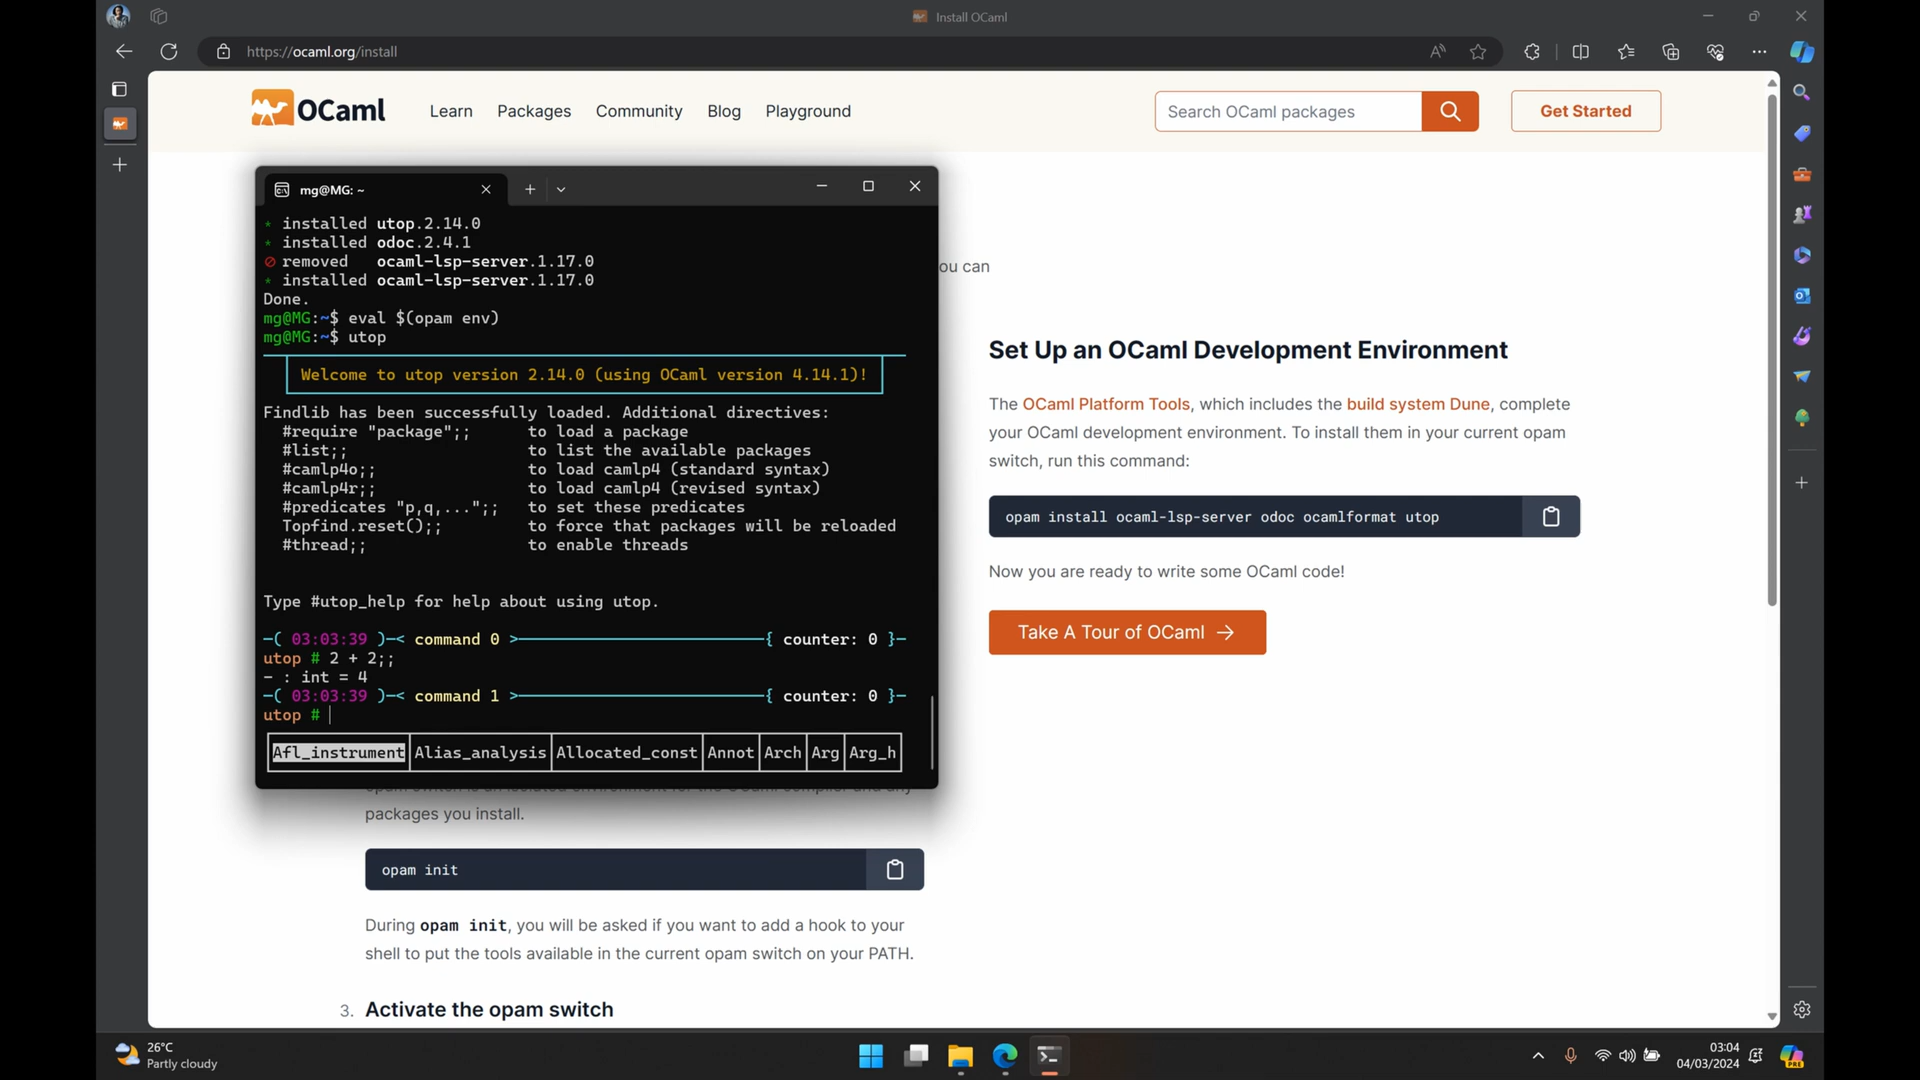 Install OCaml
https://ocaml.org/install
OCaml
Learn
Packages
Community
Blog
Playground
Search OCaml packages
Get Started
mg@MG: ~
* installed utop.2.14.0
* installed odoc.2.4.1
removed ocaml-lsp-server.1.17.0
* installed ocaml-lsp-server.1.17.0
Done.
mg@MG:~$ eval $(opam env)
mg@MG:~$ utop
Welcome to utop version 2.14.0 (using OCaml version 4.14.1)!
Findlib has been successfully loaded. Additional directives:
#require "package";; to load a package
#list;; to list the available packages
#camlp4o;; to load camlp4 (standard syntax)
#camlp4r;; to load camlp4 (revised syntax)
#predicates "p,q,...";; to set these predicates
Topfind.reset();; to force that packages will be reloaded
#thread;; to enable threads
Type #utop_help for help about using utop.
─( 03:03:39 )─< command 0 >──────────{ counter: 0 }─
utop # 2 + 2;;
- : int = 4
─( 03:03:39 )─< command 1 >──────────{ counter: 0 }─
utop #
Afl_instrument Alias_analysis Allocated_const Annot Arch Arg Arg_h
packages you install.
opam init
During opam init, you will be asked if you want to add a hook to your
shell to put the tools available in the current opam switch on your PATH.
3. Activate the opam switch
ou can
Set Up an OCaml Development Environment
The OCaml Platform Tools, which includes the build system Dune, complete
your OCaml development environment. To install them in your current opam
switch, run this command:
opam install ocaml-lsp-server odoc ocamlformat utop
Now you are ready to write some OCaml code!
Take A Tour of OCaml →
26°C
Partly cloudy
03:04
04/03/2024
PRE